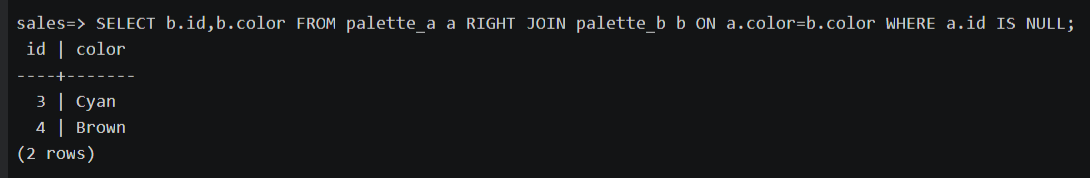 sales=> SELECT b.id,b.color FROM palette_a a RIGHT JOIN palette_b b ON a.color=b.color WHERE a.id IS NULL;
 id | color
----+-------
  3 | Cyan
  4 | Brown
(2 rows)